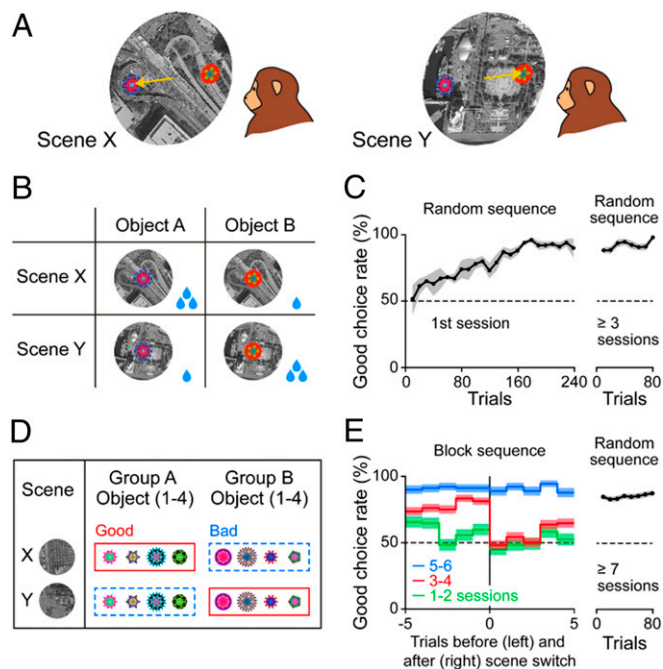 A
Scene X
Scene Y
B
Object A
Object B
Scene X
Scene Y
C
Good choice rate (%)
100
50
0
Random sequence
1st session
0
80
160
240
Trials
Random
sequence
≥ 3
sessions
0
80
Trials
D
Scene
Group A
Object (1-4)
Group B
Object (1-4)
Good
Bad
X
Y
E
Good choice rate (%)
100
50
0
Block sequence
5-6
3-4
1-2 sessions
-5
0
5
Trials before (left) and
after (right) scene switch
Random
sequence
≥ 7
sessions
0
80
Trials